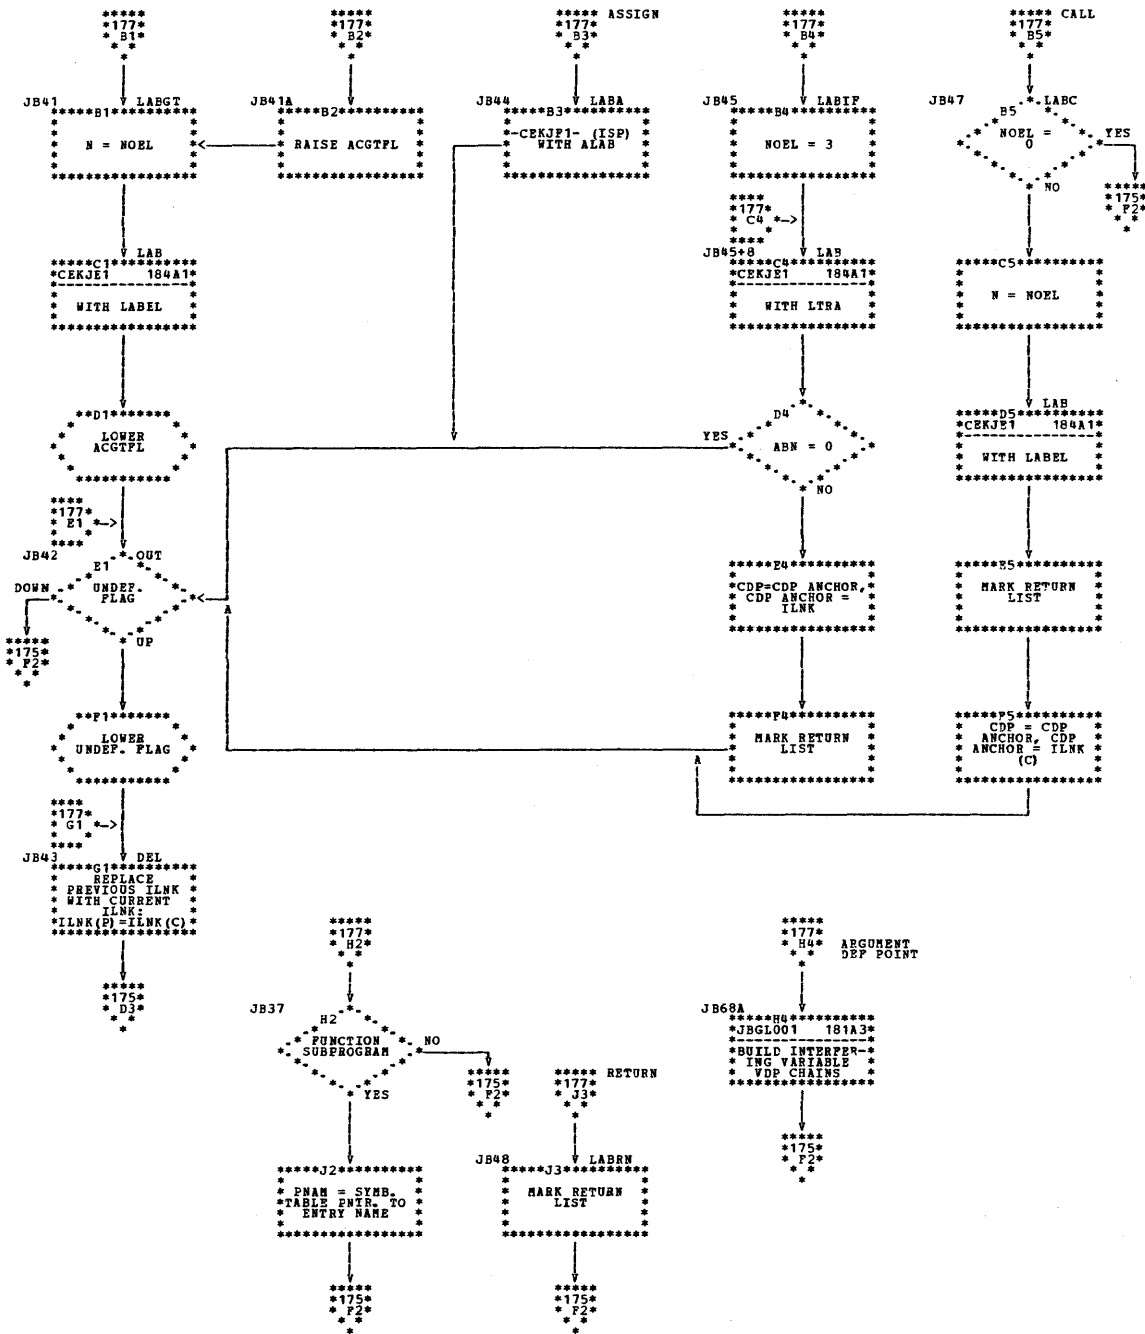 *177* B1
*177* B2
*177* B3 ASSIGN
*177* B4
*177* B5 CALL
JB41 B1 LABGT
N = NOEL
JB41A B2
RAISE ACGTFL
JB44 B3 LABA
-CEKJF1- (ISP)
WITH ALAB
JB45 B4 LABIF
NOEL = 3
JB47 B5 LABC
NOEL =
0
YES
NO
*175* F2
*177 C4 *->
C1 LAB
*CEKJE1 184A1*
WITH LABEL
JB45+8 C4 LAB
*CEKJE1 184A1*
WITH LTRA
C5
N = NOEL
D1
LOWER
ACGTFL
D4
ABN = 0
YES
NO
D5 LAB
*CEKJE1 184A1*
WITH LABEL
*177* E1 *->
JB42 E1 OUT
UNDEF.
FLAG
DOWN
UP
*175* F2
E4
*CDP=CDP ANCHOR,
CDP ANCHOR =
ILNK
E5
MARK RETURN
LIST
F1
LOWER
UNDEF. FLAG
F4
MARK RETURN
LIST
F5
CDP = CDP
ANCHOR, CDP
ANCHOR = ILNK
(C)
*177* G1 *->
JB43 G1 DEL
REPLACE
PREVIOUS ILNK
WITH CURRENT
ILNK:
*ILNK(P)=ILNK(C)
*175* D3
*177* H2
*177* H4 ARGUMENT
DEF POINT
JB37 H2
FUNCTION
SUBPROGRAM
NO
YES
*175* F2
*177* J3 RETURN
JB68A H4
*JBGL001 181A3*
*BUILD INTERFER-*
ING VARIABLE
VDP CHAINS
*175* F2
J2
PNAM = SYMB.
*TABLE PNTR. TO
ENTRY NAME
JB48 J3 LABRN
MARK RETURN
LIST
*175* F2
*175* F2